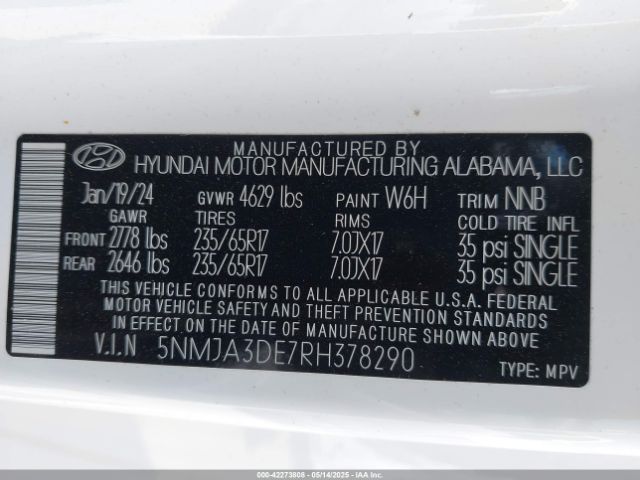 MANUFACTURED BY
HYUNDAI MOTOR MANUFACTURING ALABAMA, LLC
Jan/19/24 GVWR 4629 lbs PAINT W6H TRIM NNB
GAWR TIRES RIMS COLD TIRE INFL
FRONT 2778 lbs 235/65R17 7.0JX17 35 psi SINGLE
REAR 2646 lbs 235/65R17 7.0JX17 35 psi SINGLE
THIS VEHICLE CONFORMS TO ALL APPLICABLE U.S.A. FEDERAL
MOTOR VEHICLE SAFETY AND THEFT PREVENTION STANDARDS
IN EFFECT ON THE DATE OF MANUFACTURE SHOWN ABOVE
V.I.N 5NMJA3DE7RH378290
TYPE: MPV
000-42273808 - 05/14/2025 - IAAI.COM